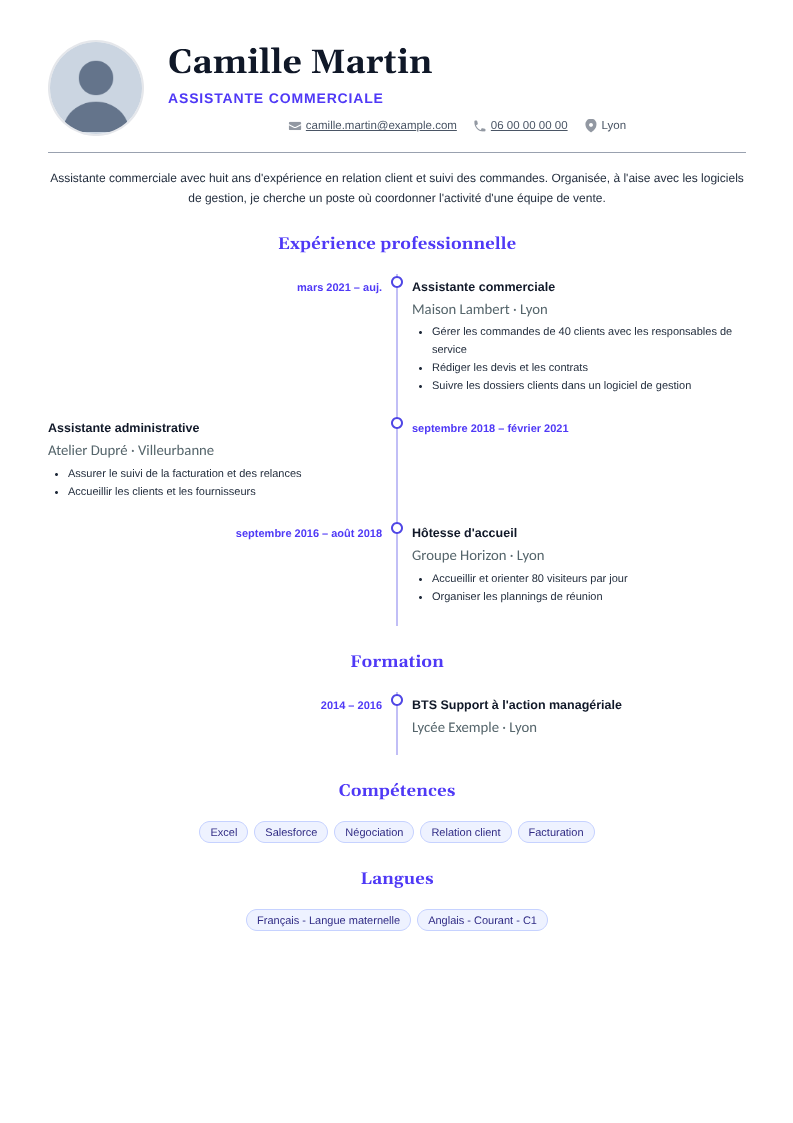 Camille Martin
ASSISTANTE COMMERCIALE
camille.martin@example.com 06 00 00 00 00 Lyon
Assistante commerciale avec huit ans d'expérience en relation client et suivi des commandes. Organisée, à l'aise avec les logiciels
de gestion, je cherche un poste où coordonner l'activité d'une équipe de vente.
Expérience professionnelle
mars 2021 – auj.
Assistante commerciale
Maison Lambert · Lyon
• Gérer les commandes de 40 clients avec les responsables de
service
• Rédiger les devis et les contrats
• Suivre les dossiers clients dans un logiciel de gestion
septembre 2018 – février 2021
Assistante administrative
Atelier Dupré · Villeurbanne
• Assurer le suivi de la facturation et des relances
• Accueillir les clients et les fournisseurs
septembre 2016 – août 2018
Hôtesse d'accueil
Groupe Horizon · Lyon
• Accueillir et orienter 80 visiteurs par jour
• Organiser les plannings de réunion
Formation
2014 – 2016
BTS Support à l'action managériale
Lycée Exemple · Lyon
Compétences
Excel Salesforce Négociation Relation client Facturation
Langues
Français - Langue maternelle Anglais - Courant - C1